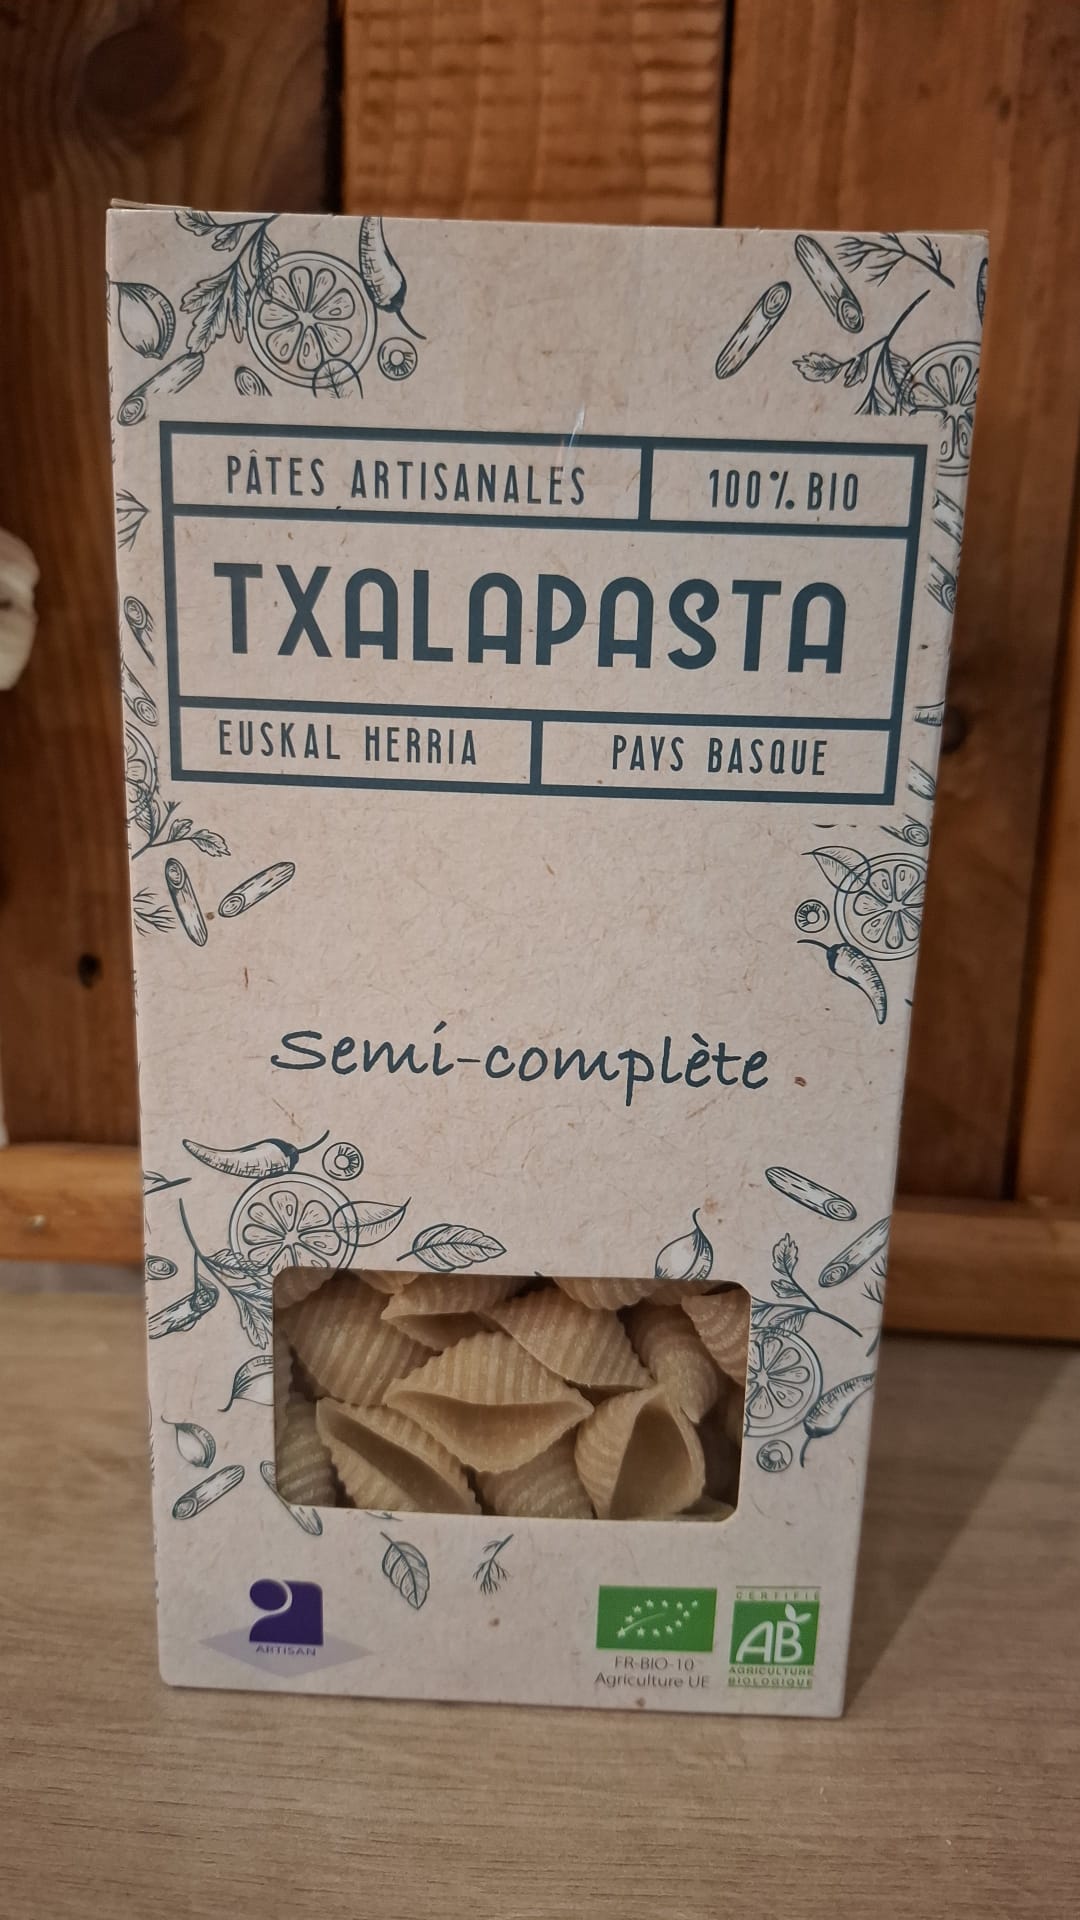 PÂTES ARTISANALES
100% BIO
TXALAPASTA
EUSKAL HERRIA
PAYS BASQUE
Semi-complète
ARTISAN
FR-BIO-10
Agriculture UE
CERTIFIÉ
AB
AGRICULTURE
BIOLOGIQUE